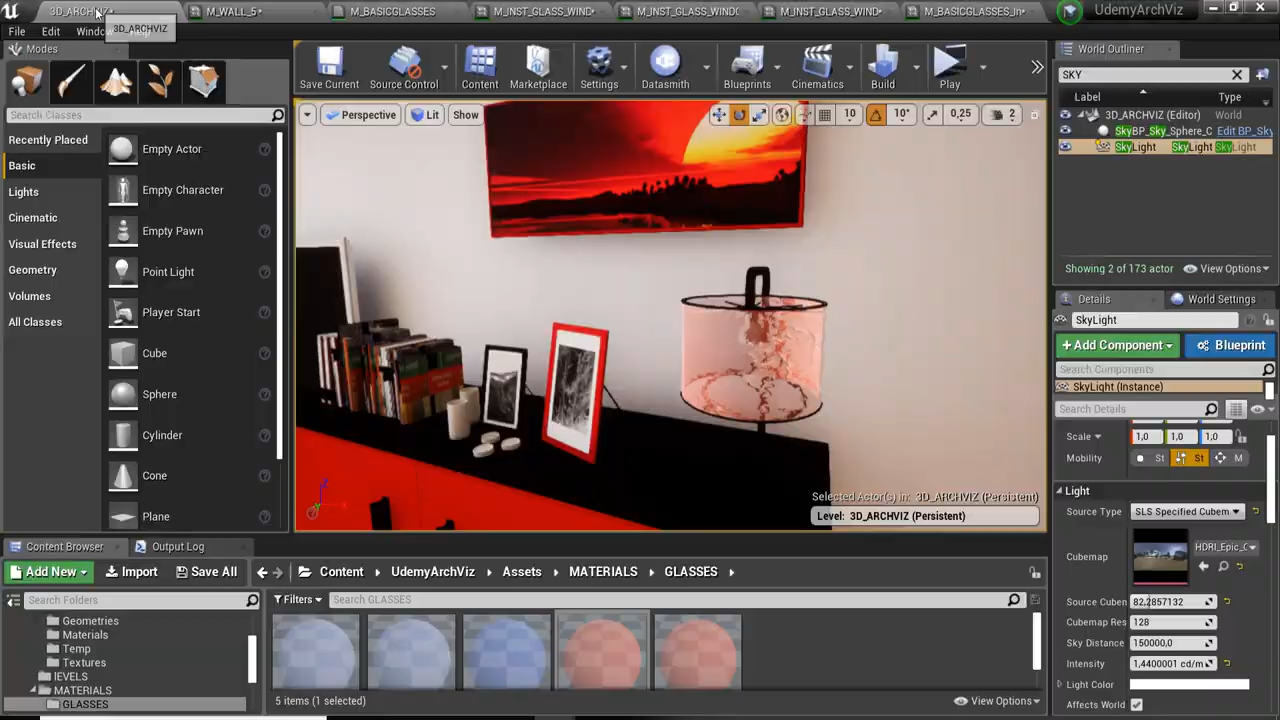 3D_ARCHVIZ*
M_WALL_5*
M_BASICGLASSES
M_INST_GLASS_WIND*
M_INST_GLASS_WINDO
M_INST_GLASS_WIND*
M_BASICGLASSES_In*
UdemyArchViz
File
Edit
Window
3D_ARCHVIZ
Modes
World Outliner
Save Current
Source Control
Content
Marketplace
Settings
Datasmith
Blueprints
Cinematics
Build
Play
SKY
Search Classes
Label
Type
Perspective
Lit
Show
10
10°
0,25
2
3D_ARCHVIZ (Editor)
World
SkyBP_Sky_Sphere_C
Edit BP_Sky
SkyLight
SkyLight
SkyLight
Recently Placed
Basic
Lights
Cinematic
Visual Effects
Geometry
Volumes
All Classes
Empty Actor
Empty Character
Empty Pawn
Point Light
Player Start
Cube
Sphere
Cylinder
Cone
Plane
Showing 2 of 173 actor
View Options
Details
World Settings
SkyLight
+Add Component
Blueprint
Search Components
SkyLight (Instance)
Search Details
Scale
1,0
1,0
1,0
Mobility
St
St
M
Light
Source Type
SLS Specified Cubem
Cubemap
HDRI_Epic_C
Source Cuben
82,2857132
Cubemap Res
128
Sky Distance
150000,0
Intensity
1,4400001 cd/m
Light Color
Affects World
Selected Actor(s) in: 3D_ARCHVIZ (Persistent)
Level: 3D_ARCHVIZ (Persistent)
Content Browser
Output Log
Add New
Import
Save All
Content
UdemyArchViz
Assets
MATERIALS
GLASSES
Search Folders
Filters
Search GLASSES
Geometries
Materials
Temp
Textures
lEVELS
MATERIALS
GLASSES
5 items (1 selected)
View Options